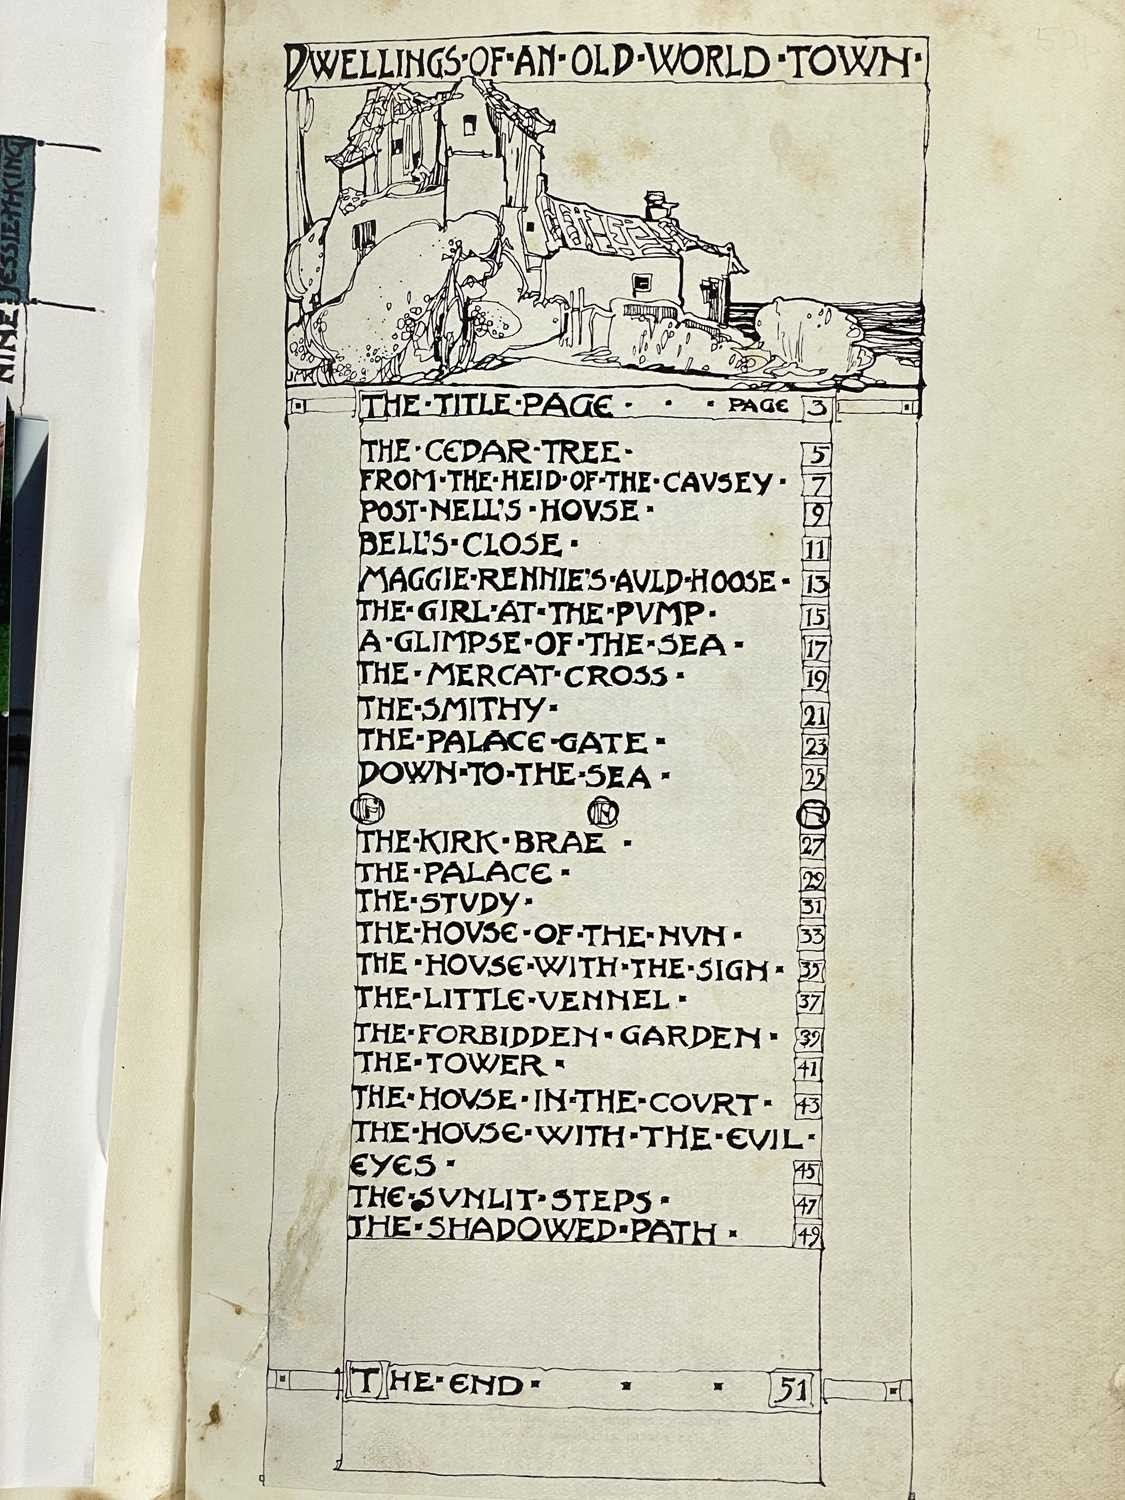 DWELLINGS·OF·AN·OLD·WORLD·TOWN·
JMK
THE·TITLE·PAGE· · · PAGE 3
THE·CEDAR·TREE· 5
FROM·THE·HEID·OF·THE·CAVSEY· 7
POST·NELL'S·HOVSE· 9
BELL'S·CLOSE· 11
MAGGIE·RENNIE'S·AULD·HOOSE· 13
THE·GIRL·AT·THE·PVMP· 15
A·GLIMPSE·OF·THE·SEA· 17
THE·MERCAT·CROSS· 19
THE·SMITHY· 21
THE·PALACE·GATE· 23
DOWN·TO·THE·SEA· 25
THE·KIRK·BRAE· 27
THE·PALACE· 29
THE·STVDY· 31
THE·HOVSE·OF·THE·NVN· 33
THE·HOVSE·WITH·THE·SIGN· 35
THE·LITTLE·VENNEL· 37
THE·FORBIDDEN·GARDEN· 39
THE·TOWER· 41
THE·HOVSE·IN·THE·COVRT· 43
THE·HOVSE·WITH·THE·EVIL·
EYES· 45
THE·SVNLIT·STEPS· 47
THE·SHADOWED·PATH· 49
THE·END· · · 51
NINE JESSIE·M·KING